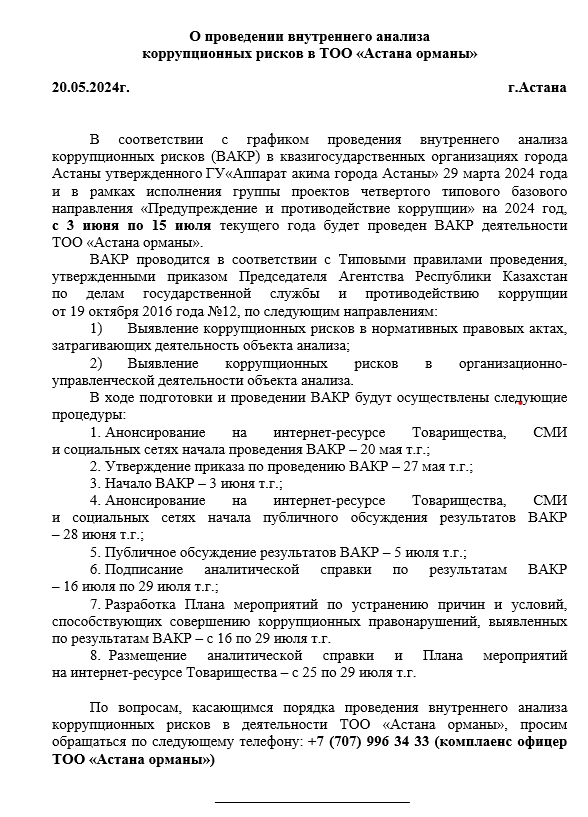 О проведении внутреннего анализа
коррупционных рисков в ТОО «Астана орманы»
20.05.2024г. г.Астана
В соответствии с графиком проведения внутреннего анализа
коррупционных рисков (ВАКР) в квазигосударственных организациях города
Астаны утвержденного ГУ«Аппарат акима города Астаны» 29 марта 2024 года
и в рамках исполнения группы проектов четвертого типового базового
направления «Предупреждение и противодействие коррупции» на 2024 год,
с 3 июня по 15 июля текущего года будет проведен ВАКР деятельности
ТОО «Астана орманы».
ВАКР проводится в соответствии с Типовыми правилами проведения,
утвержденными приказом Председателя Агентства Республики Казахстан
по делам государственной службы и противодействию коррупции
от 19 октября 2016 года №12, по следующим направлениям:
1) Выявление коррупционных рисков в нормативных правовых актах,
затрагивающих деятельность объекта анализа;
2) Выявление коррупционных рисков в организационно-
управленческой деятельности объекта анализа.
В ходе подготовки и проведении ВАКР будут осуществлены следующие
процедуры:
1. Анонсирование на интернет-ресурсе Товарищества, СМИ
и социальных сетях начала проведения ВАКР – 20 мая т.г.;
2. Утверждение приказа по проведению ВАКР – 27 мая т.г.;
3. Начало ВАКР – 3 июня т.г.;
4. Анонсирование на интернет-ресурсе Товарищества, СМИ
и социальных сетях начала публичного обсуждения результатов ВАКР
– 28 июня т.г.;
5. Публичное обсуждение результатов ВАКР – 5 июля т.г.;
6. Подписание аналитической справки по результатам ВАКР
– 16 июля по 29 июля т.г.;
7. Разработка Плана мероприятий по устранению причин и условий,
способствующих совершению коррупционных правонарушений, выявленных
по результатам ВАКР – с 16 по 29 июля т.г.
8. Размещение аналитической справки и Плана мероприятий
на интернет-ресурсе Товарищества – с 25 по 29 июля т.г.
По вопросам, касающимся порядка проведения внутреннего анализа
коррупционных рисков в деятельности ТОО «Астана орманы», просим
обращаться по следующему телефону: +7 (707) 996 34 33 (комплаенс офицер
ТОО «Астана орманы»)